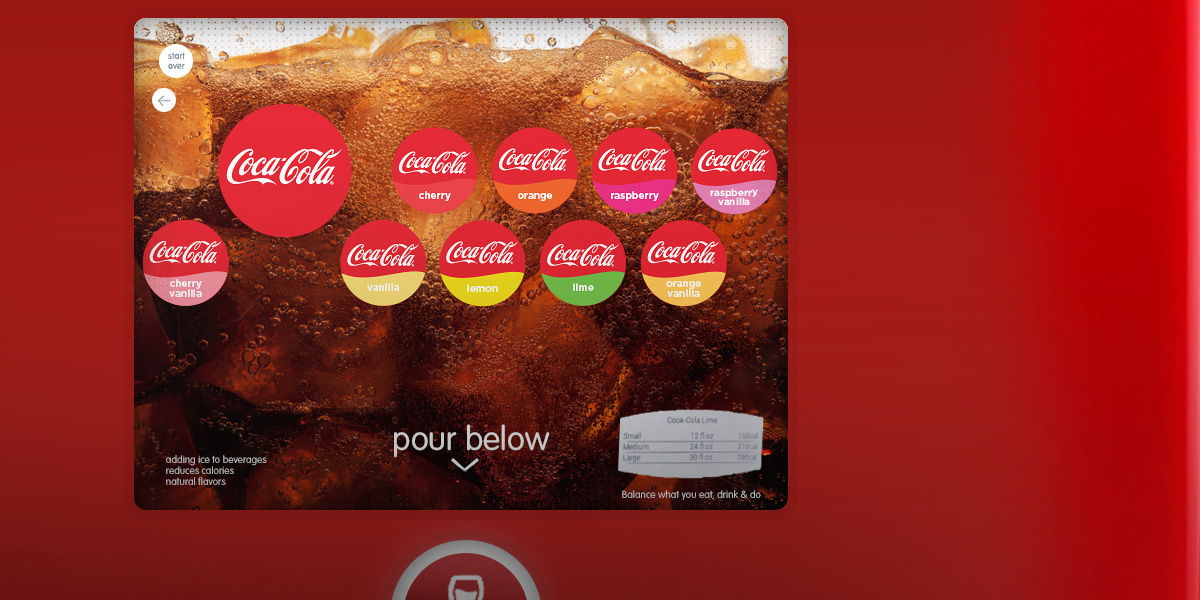 start
over
Coca-Cola
Coca-Cola
cherry
Coca-Cola
orange
Coca-Cola
raspberry
Coca-Cola
raspberry
vanilla
Coca-Cola
cherry
vanilla
Coca-Cola
vanilla
Coca-Cola
lemon
Coca-Cola
lime
Coca-Cola
orange
vanilla
pour below
adding ice to beverages
reduces calories
natural flavors
Coca-Cola Lime
Small 12 fl oz 160cal
Medium 24 fl oz 310cal
Large 30 fl oz 390cal
Balance what you eat, drink & do